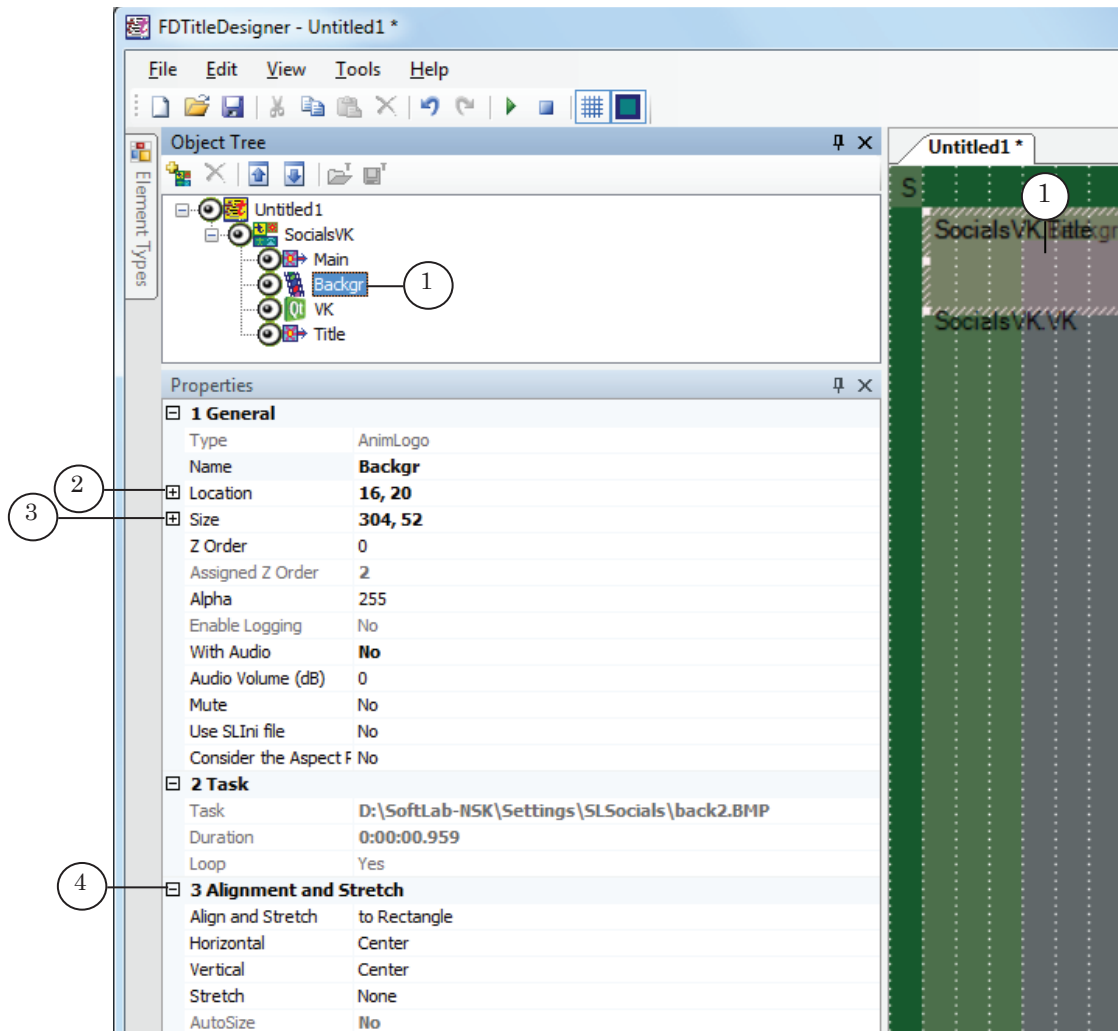 FDTitleDesigner - Untitled1 *
File Edit View Tools Help
Element Types
Object Tree
Untitled1
SocialsVK
Main
Backgr
1
Qt
VK
Title
Properties
1 General
Type AnimLogo
Name Backgr
2
Location 16, 20
3
Size 304, 52
Z Order 0
Assigned Z Order 2
Alpha 255
Enable Logging No
With Audio No
Audio Volume (dB) 0
Mute No
Use SLIni file No
Consider the Aspect No
2 Task
Task D:\SoftLab-NSK\Settings\SLSocials\back2.BMP
Duration 0:00:00.959
Loop Yes
4
3 Alignment and Stretch
Align and Stretch to Rectangle
Horizontal Center
Vertical Center
Stretch None
AutoSize No
Untitled1 *
S
1
SocialsVK.Title
SocialsVK.VK